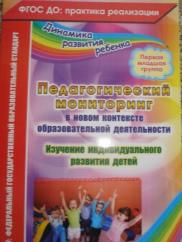 ФГОС ДО: практика реализации
Динамика
развития
ребенка
Первая младшая
группа
Педагогический
мониторинг
в новом контексте
образовательной деятельности
Изучение индивидуального
развития детей
ФЕДЕРАЛЬНЫЙ ГОСУДАРСТВЕННЫЙ ОБРАЗОВАТЕЛЬНЫЙ СТАНДАРТ